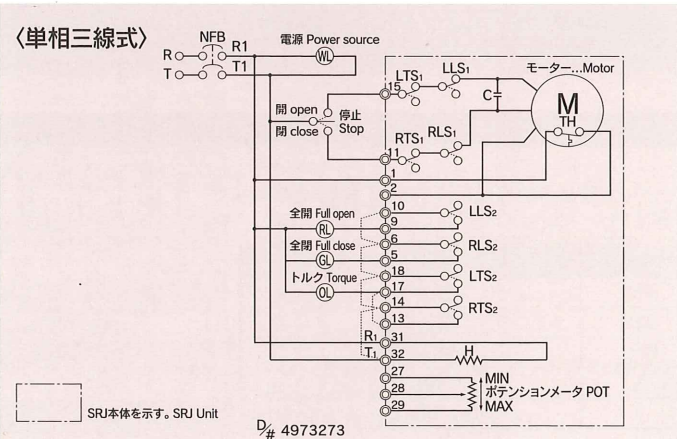 〈単相三線式〉
NFB
R R1
T T1
電源 Power source
WL
開 open
閉 close
停止
Stop
15 LTS1 LLS1
C
モーター…Motor
M
TH
11 RTS1 RLS1
1
2
全開 Full open
RL
10 LLS2
9
全閉 Full close
GL
6 RLS2
5
トルク Torque
OL
18 LTS2
17
14 RTS2
13
R1 31
T1 32 H
27 MIN
28 ポテンションメータ POT
29 MAX
SRJ本体を示す。SRJ Unit
D/# 4973273